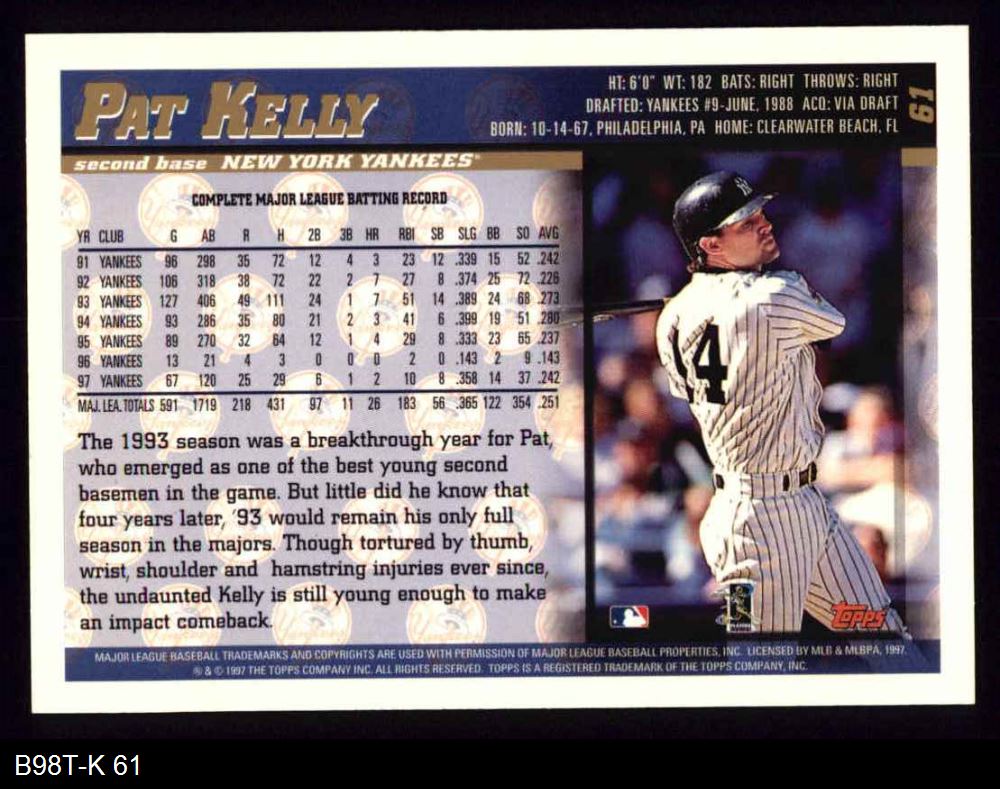 PAT KELLY
HT: 6'0" WT: 182 BATS: RIGHT THROWS: RIGHT
DRAFTED: YANKEES #9-JUNE, 1988 ACQ: VIA DRAFT
BORN: 10-14-67, PHILADELPHIA, PA HOME: CLEARWATER BEACH, FL
61
second base NEW YORK YANKEES
COMPLETE MAJOR LEAGUE BATTING RECORD
YR CLUB G AB R H 2B 3B HR RBI SB SLG BB SO AVG
91 YANKEES 96 298 35 72 12 4 3 23 12 .339 15 52 .242
92 YANKEES 106 318 38 72 22 2 7 27 8 .374 25 72 .226
93 YANKEES 127 406 49 111 24 1 7 51 14 .389 24 68 .273
94 YANKEES 93 286 35 80 21 2 3 41 6 .399 19 51 .280
95 YANKEES 89 270 32 64 12 1 4 29 8 .333 23 65 .237
96 YANKEES 13 21 4 3 0 0 0 2 0 .143 2 9 .143
97 YANKEES 67 120 25 29 6 1 2 10 8 .358 14 37 .242
MAJ. LEA. TOTALS 591 1719 218 431 97 11 26 183 56 .365 122 354 .251
The 1993 season was a breakthrough year for Pat,
who emerged as one of the best young second
basemen in the game. But little did he know that
four years later, '93 would remain his only full
season in the majors. Though tortured by thumb,
wrist, shoulder and hamstring injuries ever since,
the undaunted Kelly is still young enough to make
an impact comeback.
14
Topps
MAJOR LEAGUE BASEBALL TRADEMARKS AND COPYRIGHTS ARE USED WITH PERMISSION OF MAJOR LEAGUE BASEBALL PROPERTIES, INC. LICENSED BY MLB & MLBPA, 1997.
® & © 1997 THE TOPPS COMPANY INC. ALL RIGHTS RESERVED. TOPPS IS A REGISTERED TRADEMARK OF THE TOPPS COMPANY, INC.
B98T-K 61